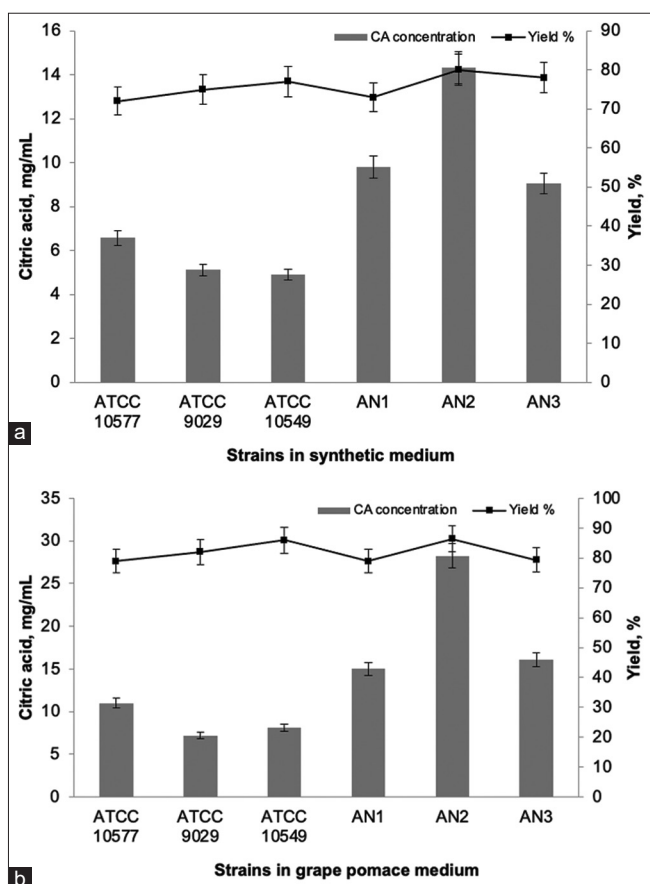 CA concentration
Yield %
16
14
12
10
8
6
4
2
0
Citric acid, mg/mL
90
80
70
60
50
40
30
20
10
0
Yield, %
ATCC 10577
ATCC 9029
ATCC 10549
AN1
AN2
AN3
a
Strains in synthetic medium
CA concentration
Yield %
35
30
25
20
15
10
5
0
Citric acid, mg/mL
100
90
80
70
60
50
40
30
20
10
0
Yield, %
ATCC 10577
ATCC 9029
ATCC 10549
AN1
AN2
AN3
Strains in grape pomace medium
b